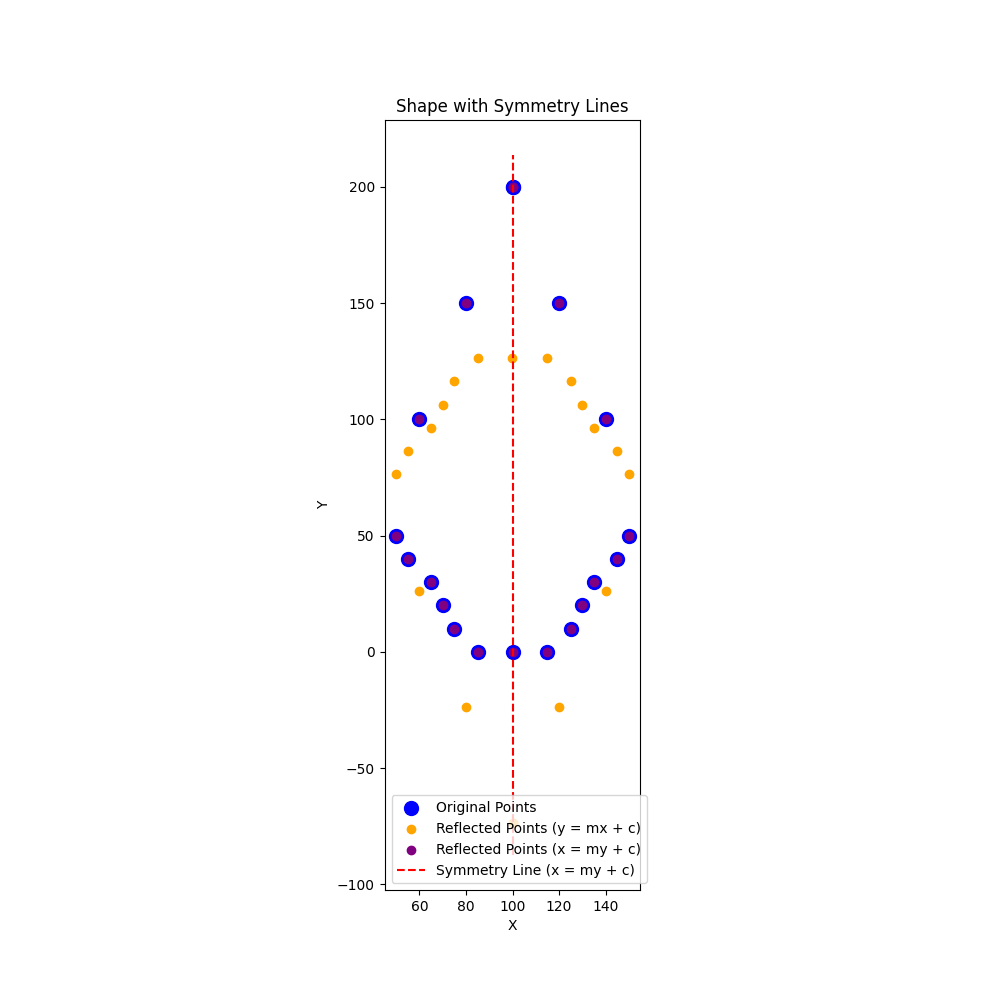 Shape with Symmetry Lines
200
150
100
50
0
−50
−100
Y
Original Points
Reflected Points (y = mx + c)
Reflected Points (x = my + c)
Symmetry Line (x = my + c)
60 80 100 120 140
X